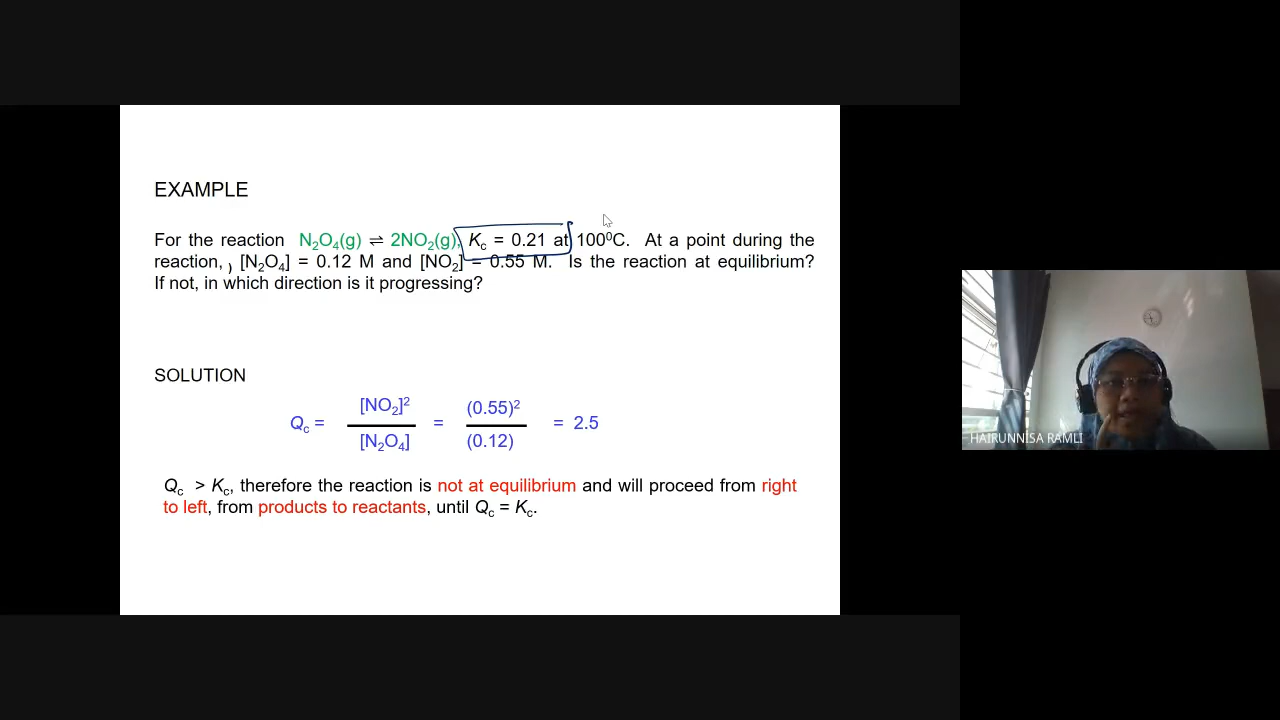 EXAMPLE
For the reaction N₂O₄(g) ⇌ 2NO₂(g), Kc = 0.21 at 100⁰C. At a point during the
reaction, [N₂O₄] = 0.12 M and [NO₂] = 0.55 M. Is the reaction at equilibrium?
If not, in which direction is it progressing?
SOLUTION
Qc = [NO₂]² / [N₂O₄] = (0.55)² / (0.12) = 2.5
Qc > Kc, therefore the reaction is not at equilibrium and will proceed from right
to left, from products to reactants, until Qc = Kc.
HAIRUNNISA RAMLI